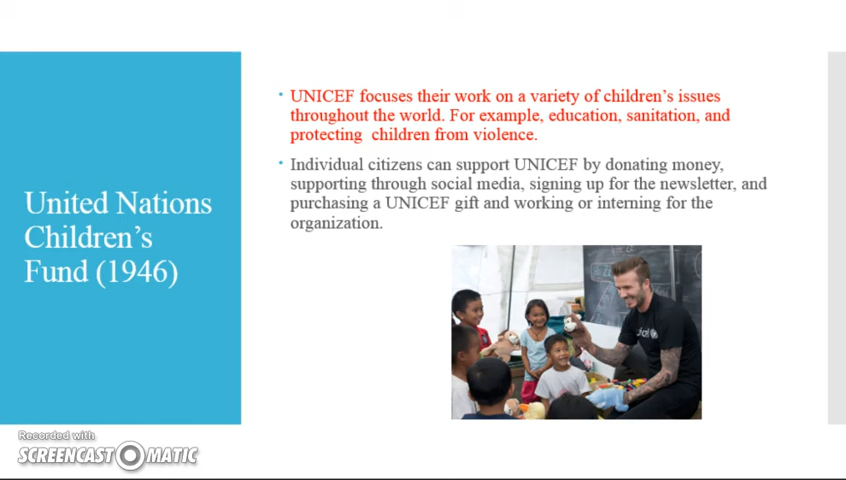 UNICEF focuses their work on a variety of children's issues
throughout the world. For example, education, sanitation, and
protecting children from violence.
Individual citizens can support UNICEF by donating money,
supporting through social media, signing up for the newsletter, and
purchasing a UNICEF gift and working or interning for the
organization.
United Nations
Children's
Fund (1946)
Recorded with
SCREENCAST MATIC